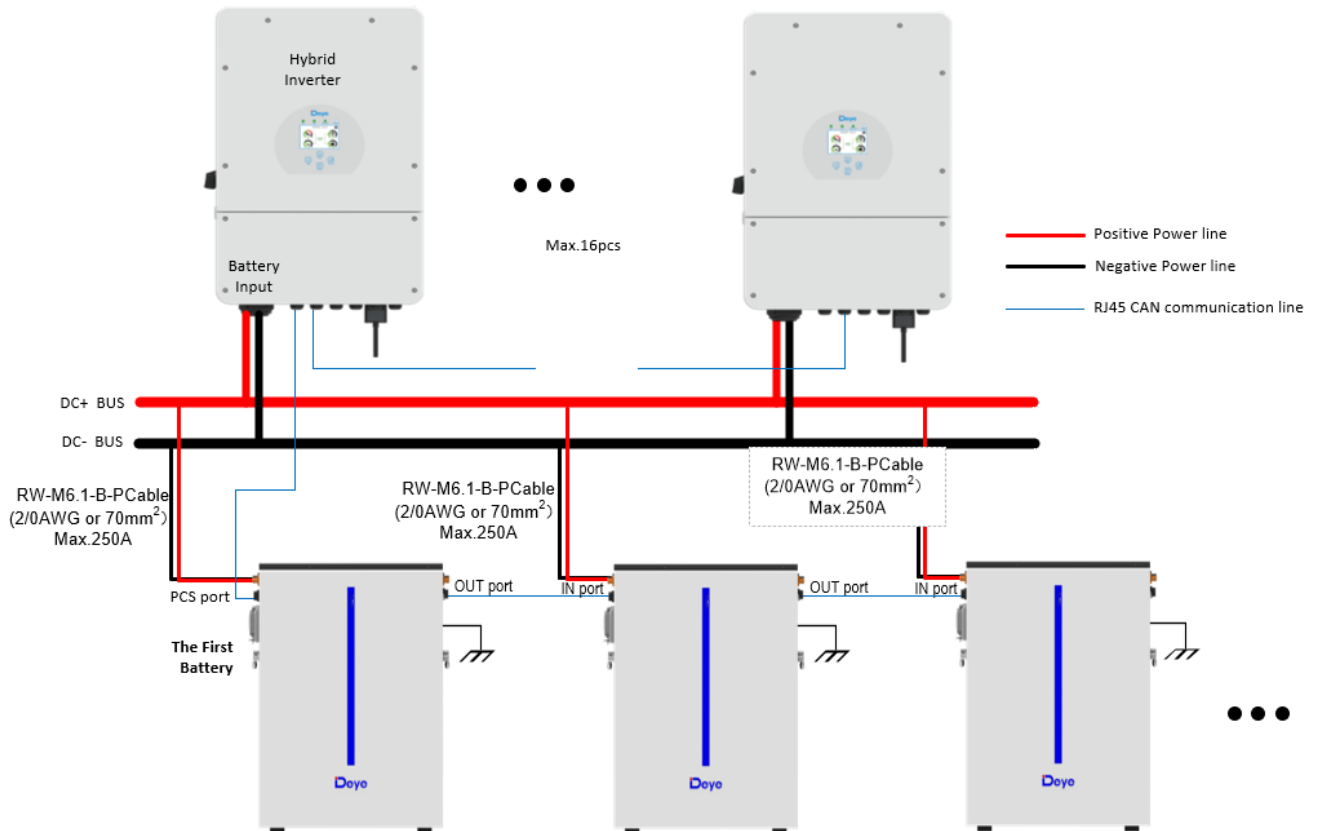 Hybrid
Inverter
Deye
Deye
Max.16pcs
Positive Power line
Negative Power line
RJ45 CAN communication line
Battery
Input
DC+ BUS
DC- BUS
RW-M6.1-B-PCable
(2/0AWG or 70mm²)
Max.250A
RW-M6.1-B-PCable
(2/0AWG or 70mm²)
Max.250A
RW-M6.1-B-PCable
(2/0AWG or 70mm²)
Max.250A
PCS port
OUT port
IN port
OUT port
IN port
The First
Battery
Deye
Deye
Deye